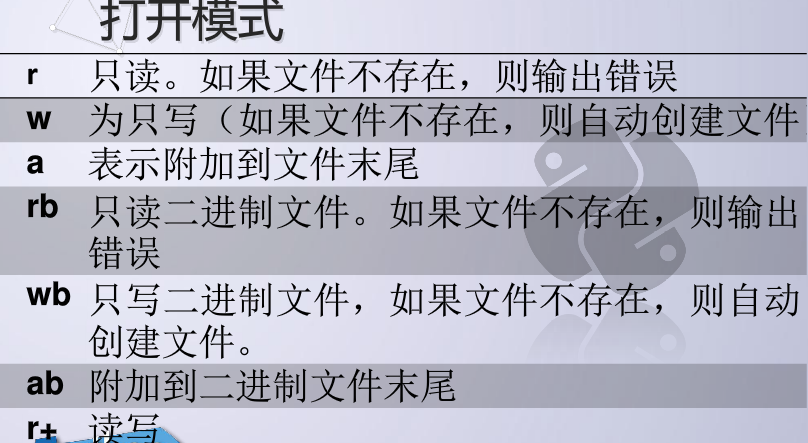 打开模式
r 只读。如果文件不存在，则输出错误
w 为只写（如果文件不存在，则自动创建文件
a 表示附加到文件末尾
rb 只读二进制文件。如果文件不存在，则输出
错误
wb 只写二进制文件，如果文件不存在，则自动
创建文件。
ab 附加到二进制文件末尾
r+ 读写